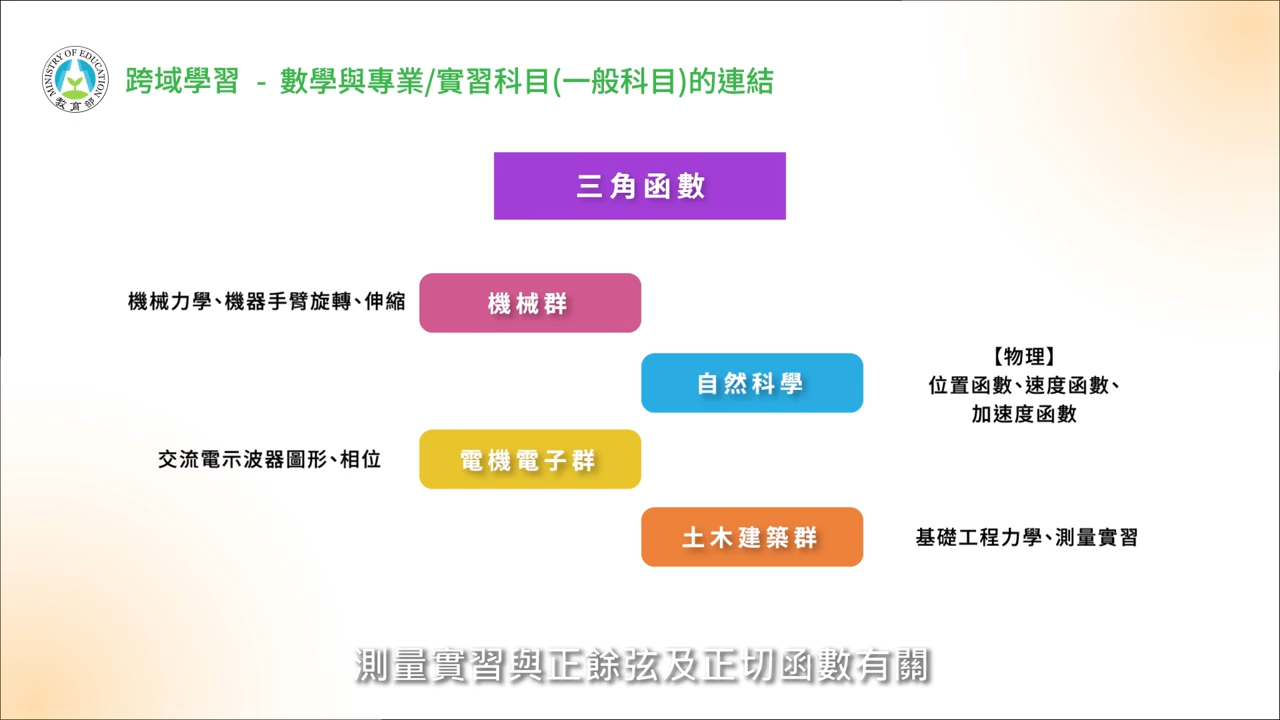 MINISTRY OF EDUCATION
教育部
跨域學習 - 數學與專業/實習科目(一般科目)的連結
三角函數
機械力學、機器手臂旋轉、伸縮
機械群
自然科學
【物理】
位置函數、速度函數、
加速度函數
交流電示波器圖形、相位
電機電子群
土木建築群
基礎工程力學、測量實習
測量實習與正餘弦及正切函數有關